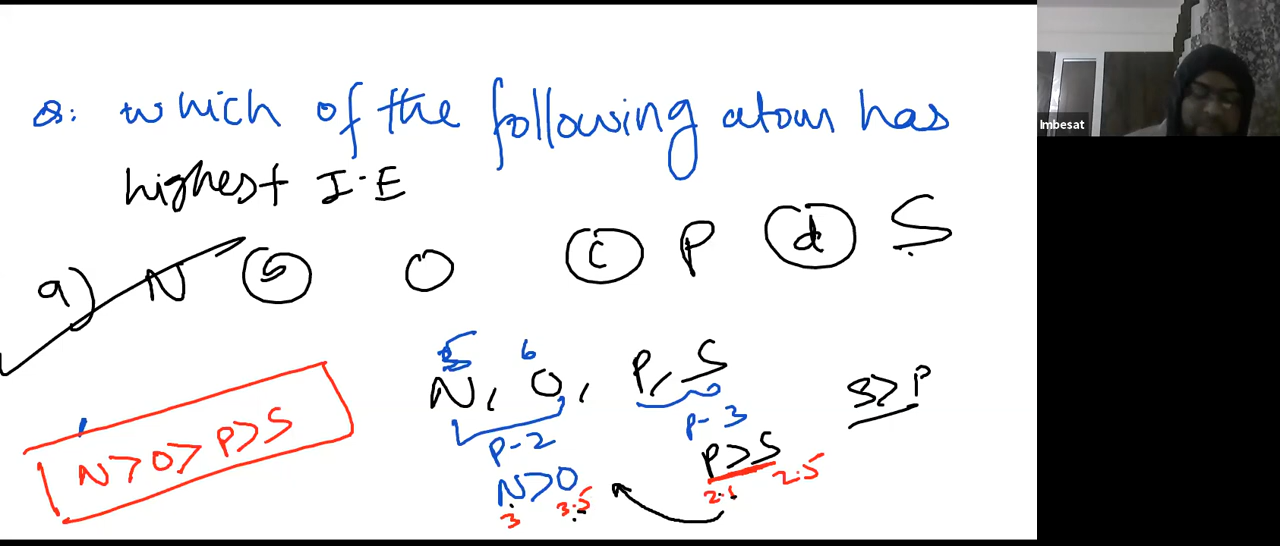 Q: which of the following atom has
highest I.E
a) N b O c P d S
5 6
N, O, P, S
S > P
P-2 P-3
N > O P > S
3 3.5 2.1 2.5
N > O > P > S
Imbesat